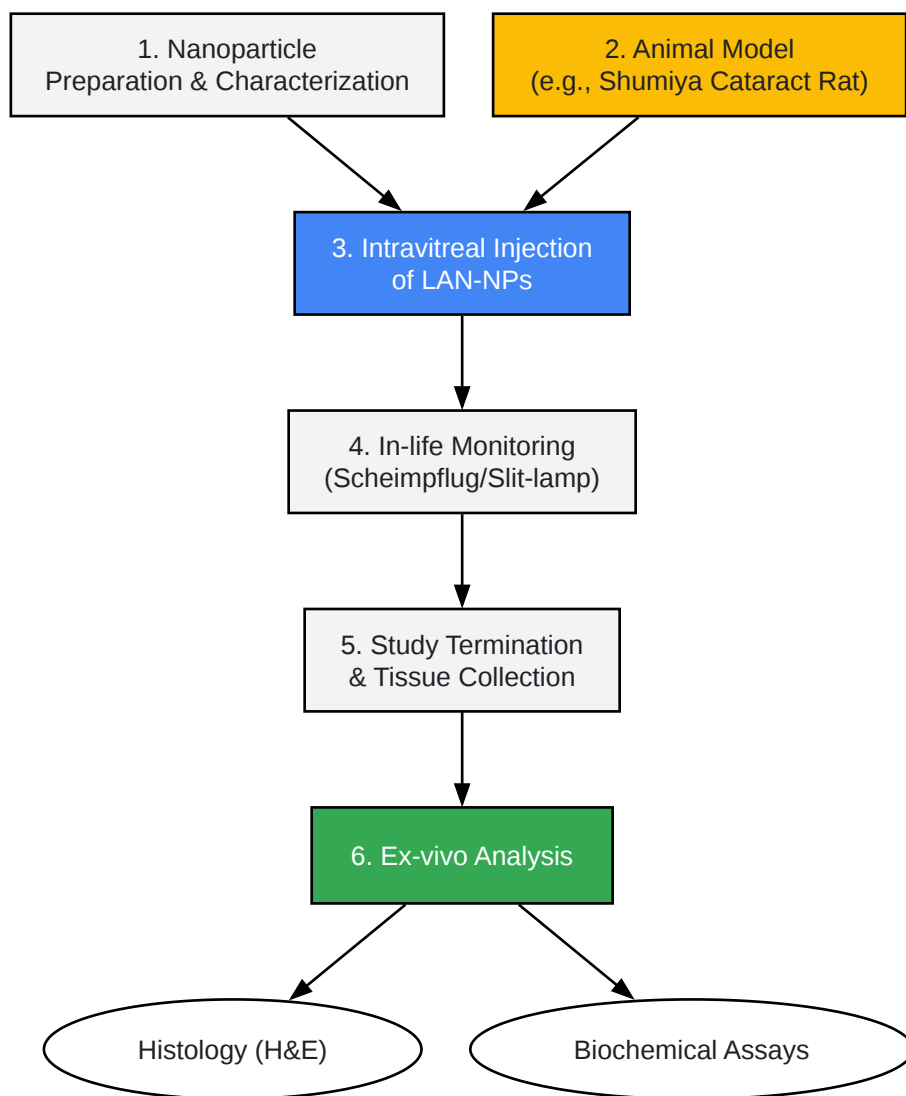 1. Nanoparticle
Preparation & Characterization
2. Animal Model
(e.g., Shumiya Cataract Rat)
3. Intravitreal Injection
of LAN-NPs
4. In-life Monitoring
(Scheimpflug/Slit-lamp)
5. Study Termination
& Tissue Collection
6. Ex-vivo Analysis
Histology (H&E)
Biochemical Assays